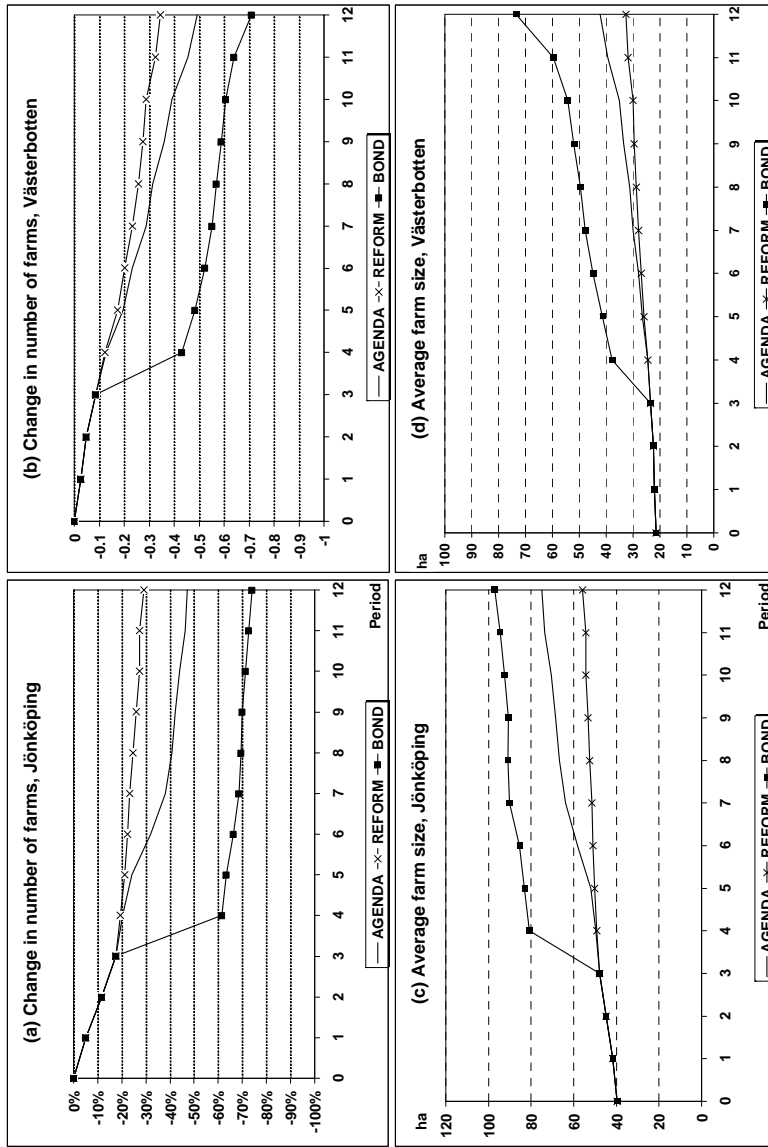 (a) Change in number of farms, Jönköping
0%
-10%
-20%
-30%
-40%
-50%
-60%
-70%
-80%
-90%
-100%
0 1 2 3 4 5 6 7 8 9 10 11 12
Period
AGENDA REFORM BOND
(b) Change in number of farms, Västerbotten
0
-0.1
-0.2
-0.3
-0.4
-0.5
-0.6
-0.7
-0.8
-0.9
-1
0 1 2 3 4 5 6 7 8 9 10 11 12
AGENDA REFORM BOND
(c) Average farm size, Jönköping
ha
120
100
80
60
40
20
0
0 1 2 3 4 5 6 7 8 9 10 11 12
Period
AGENDA REFORM BOND
(d) Average farm size, Västerbotten
ha
100
90
80
70
60
50
40
30
20
10
0
0 1 2 3 4 5 6 7 8 9 10 11 12
Period
AGENDA REFORM BOND